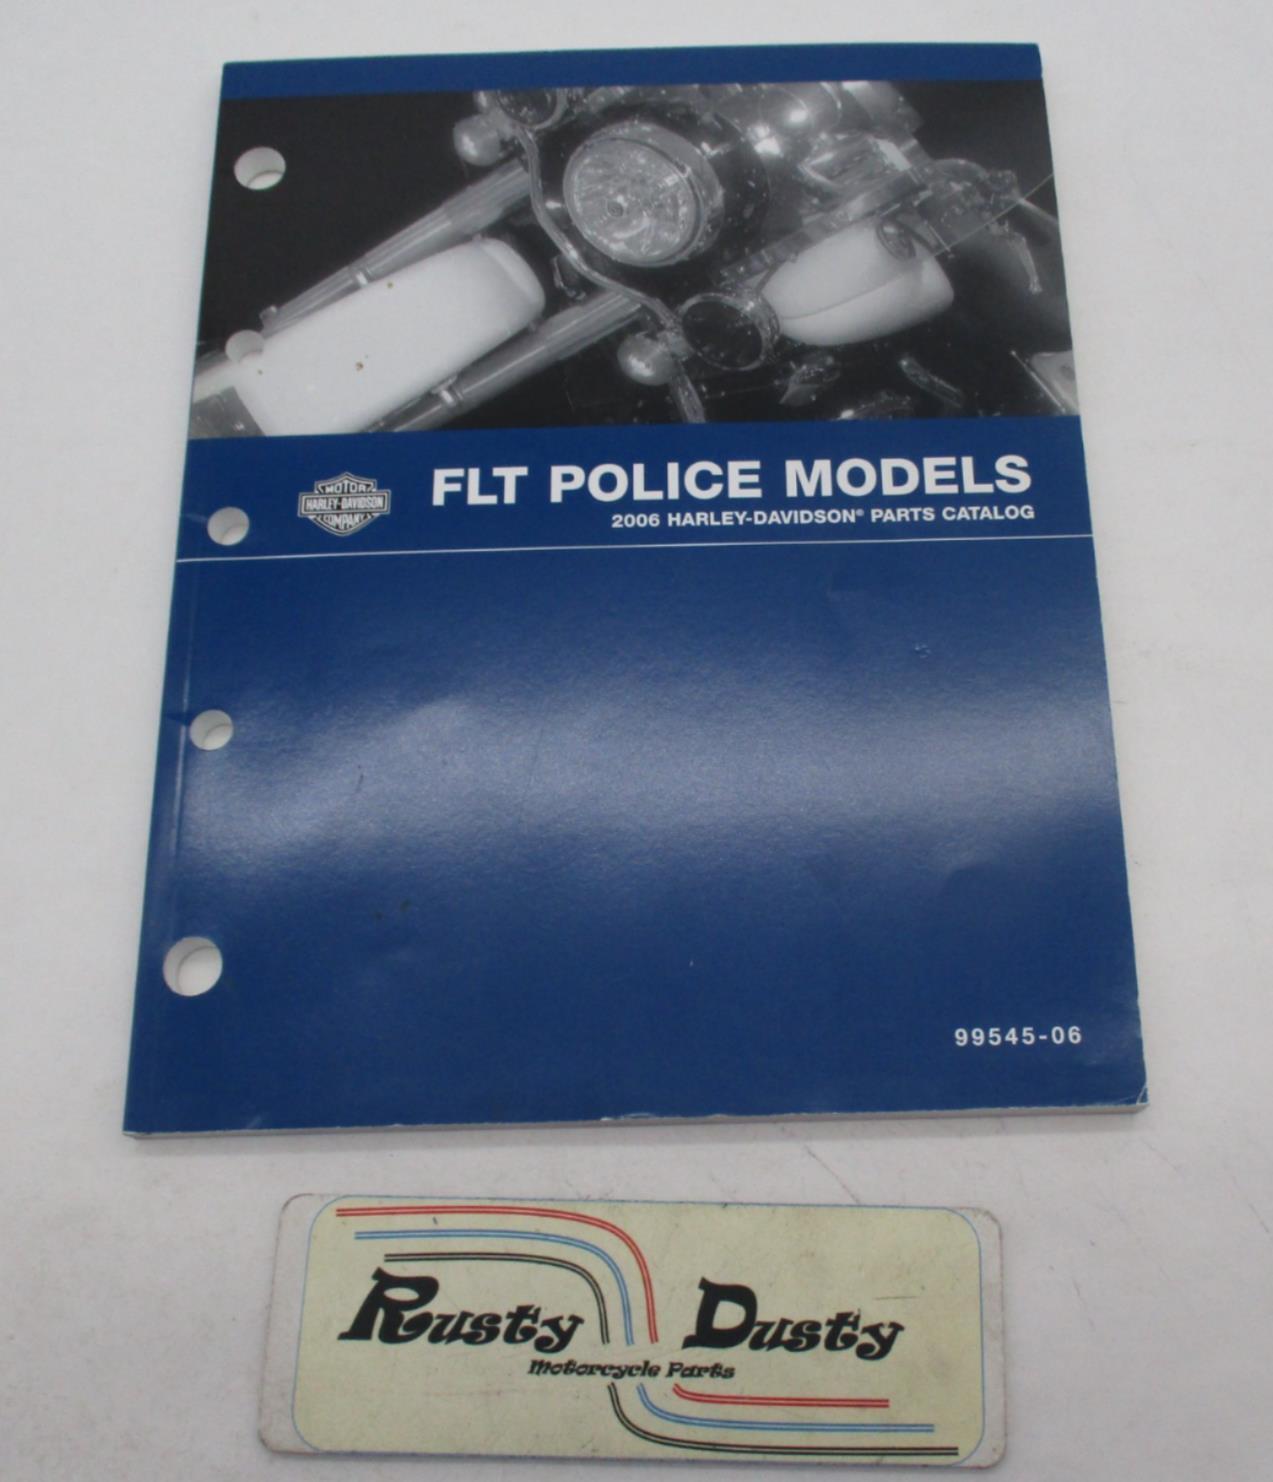 FLT POLICE MODELS
2006 HARLEY-DAVIDSON® PARTS CATALOG
MOTOR
HARLEY-DAVIDSON
COMPANY
99545-06
Rusty Dusty
Motorcycle Parts